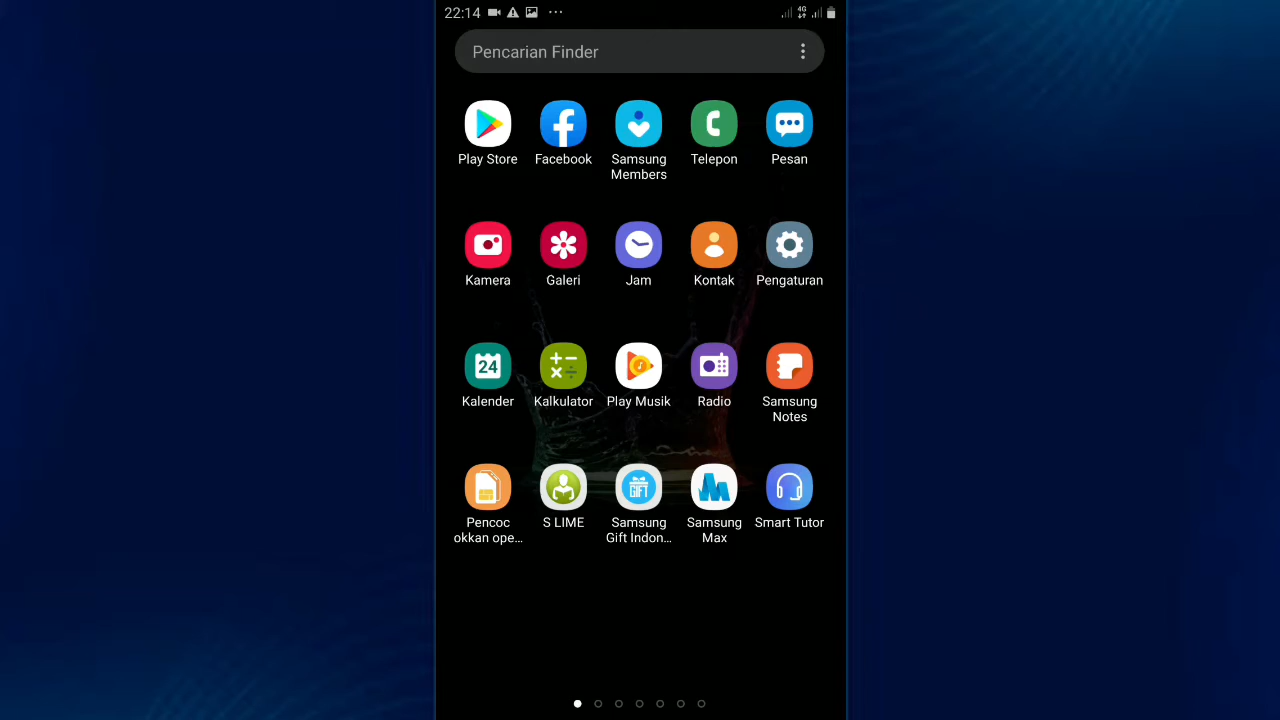 22:14
4G
Pencarian Finder
Play Store
Facebook
Samsung
Members
Telepon
Pesan
Kamera
Galeri
Jam
Kontak
Pengaturan
24
Kalender
Kalkulator
Play Musik
Radio
Samsung
Notes
Pencoc
okkan ope...
S LIME
GIFT
Samsung
Gift Indon...
Samsung
Max
Smart Tutor